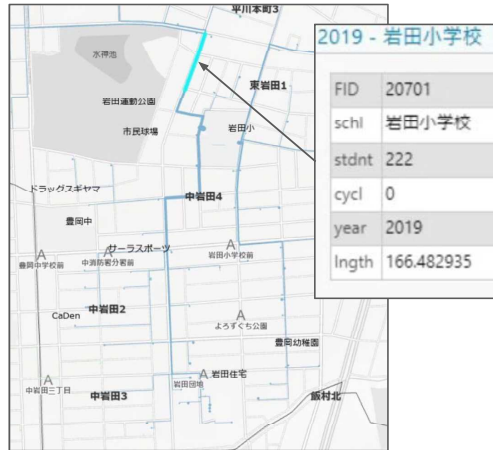 平川本町3
水神池
東岩田1
岩田運動公園
岩田小
市民球場
ドラッグスギヤマ
中岩田4
豊岡中
サーラスポーツ
豊岡中学校前
中消防署分署前
岩田小学校前
中岩田2
CaDen
よろずぐち公園
豊岡幼稚園
岩田住宅
中岩田三丁目
岩田団地
中岩田3
飯村北
2019 - 岩田小学校
FID 20701
schl 岩田小学校
stdnt 222
cycl 0
year 2019
lngth 166.482935